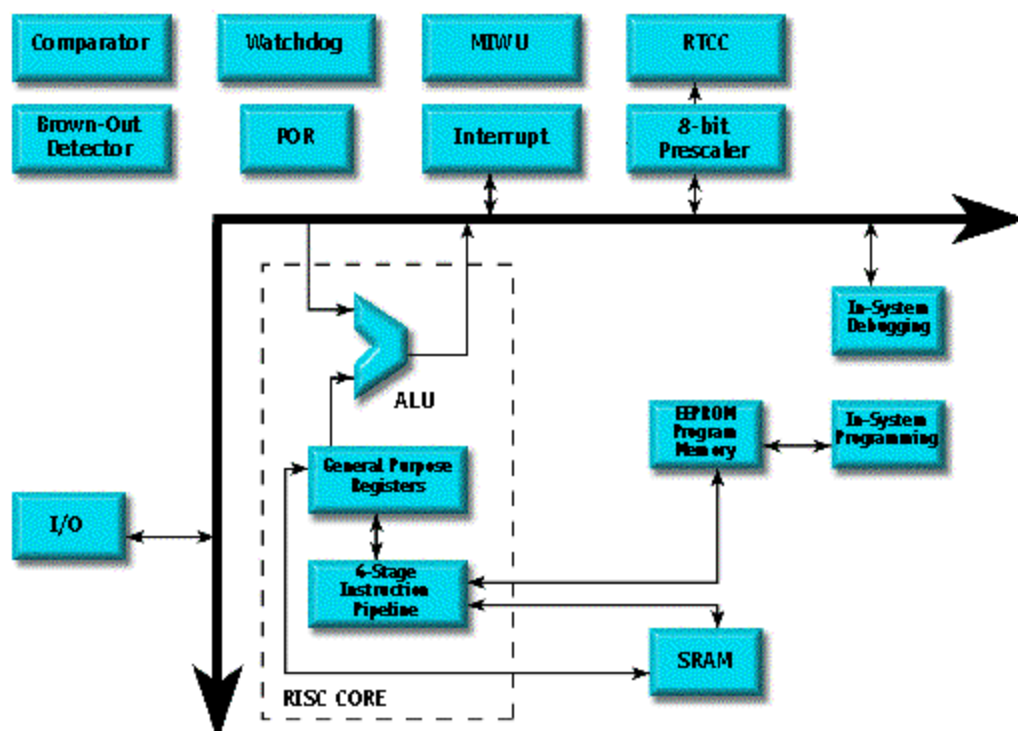 Comparator
Watchdog
MIWU
RTCC
Brown-Out
Detector
POR
Interrupt
8-bit
Prescaler
In-System
Debugging
ALU
EEPROM
Program
Memory
In-System
Programming
General Purpose
Registers
I/O
4-Stage
Instruction
Pipeline
SRAM
RISC CORE